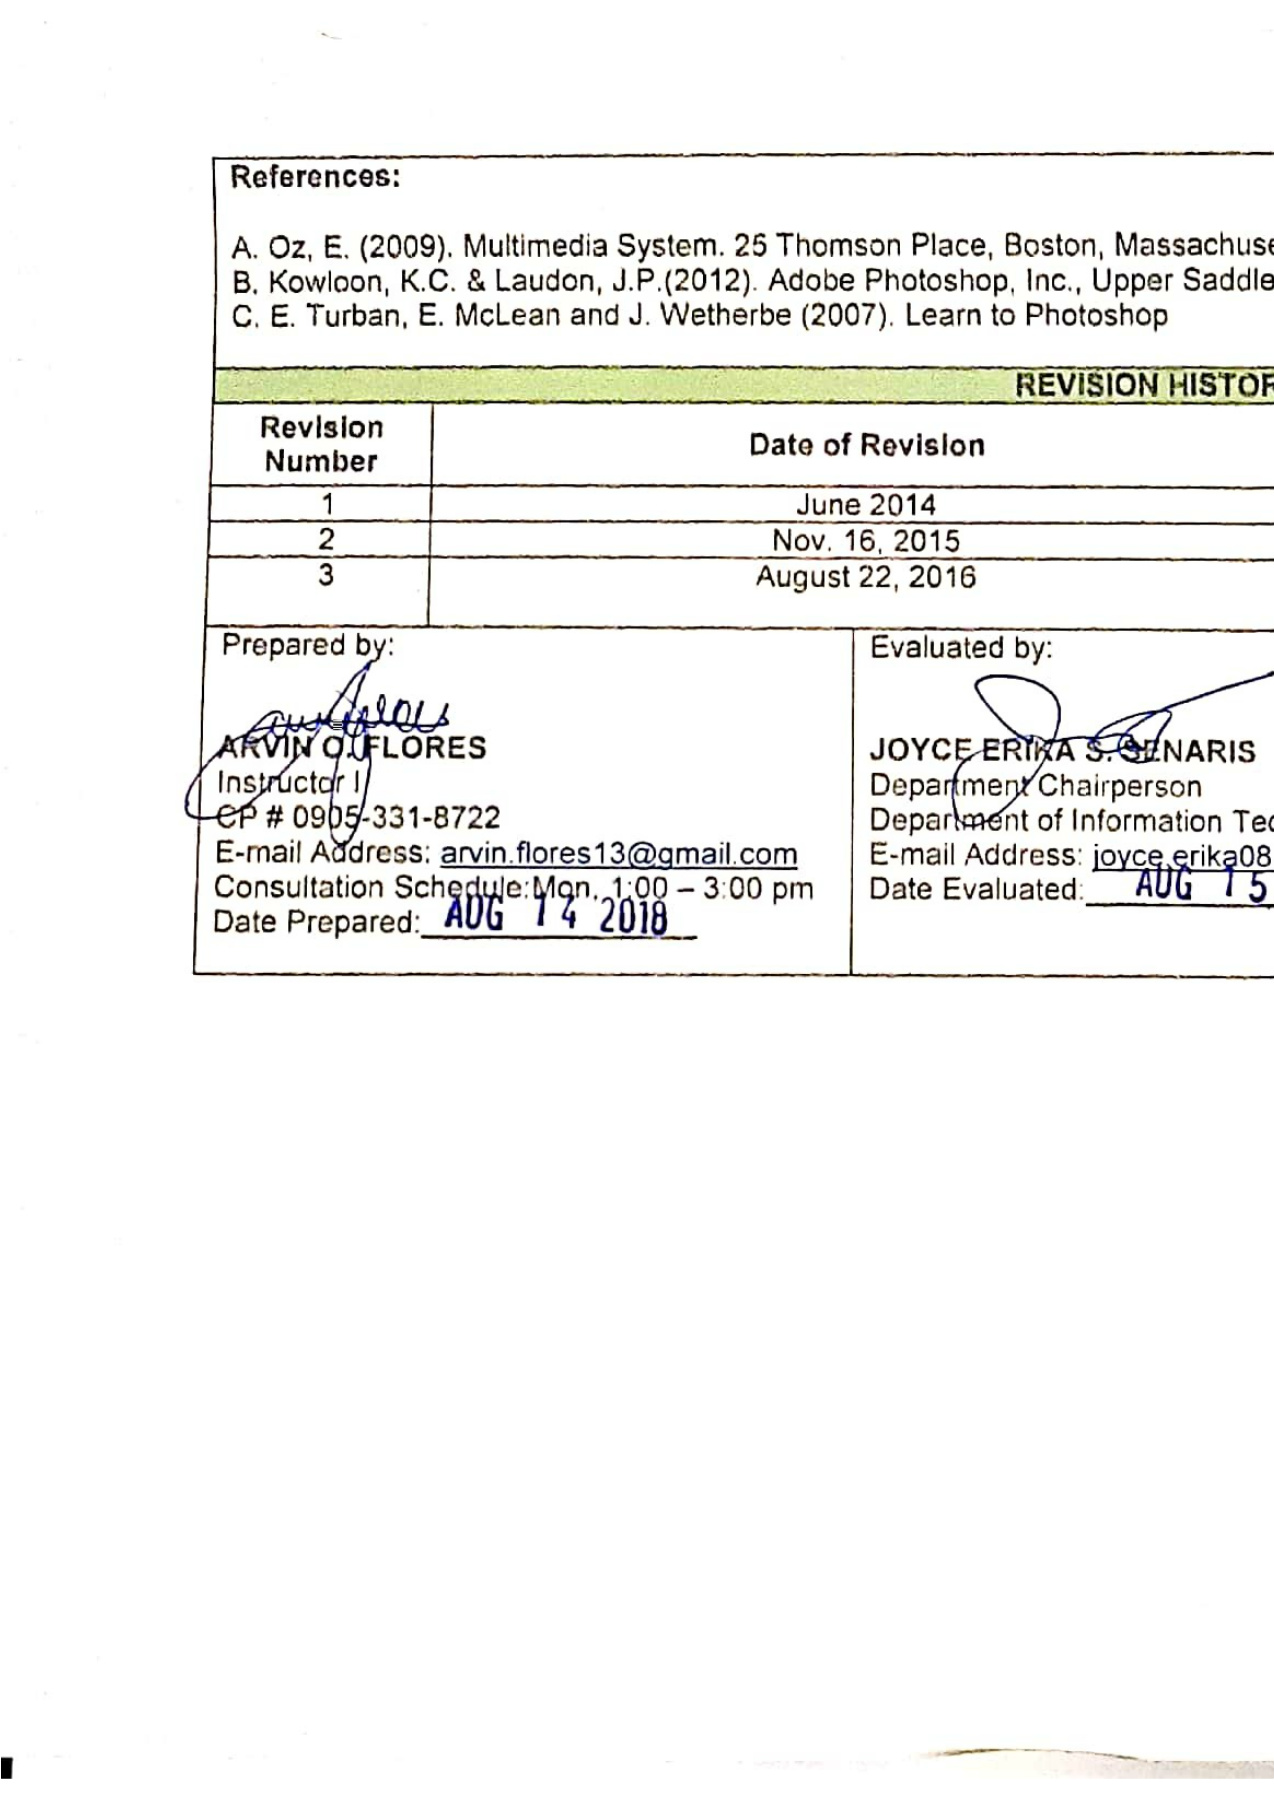 References:
A. Oz, E. (2009). Multimedia System. 25 Thomson Place, Boston, Massachuse
B. Kowloon, K.C. & Laudon, J.P.(2012). Adobe Photoshop, Inc., Upper Saddle
C. E. Turban, E. McLean and J. Wetherbe (2007). Learn to Photoshop
REVISION HISTOR
Revision Number Date of Revision
1 June 2014
2 Nov. 16, 2015
3 August 22, 2016
Prepared by:
ARVIN O. FLORES
Instructor I
CP # 0905-331-8722
E-mail Address: arvin.flores13@gmail.com
Consultation Schedule: Mon. 1:00 – 3:00 pm
Date Prepared: AUG 14 2018
Evaluated by:
JOYCE ERIKA S. SENARIS
Department Chairperson
Department of Information Tec
E-mail Address: joyce.erika08
Date Evaluated: AUG 15